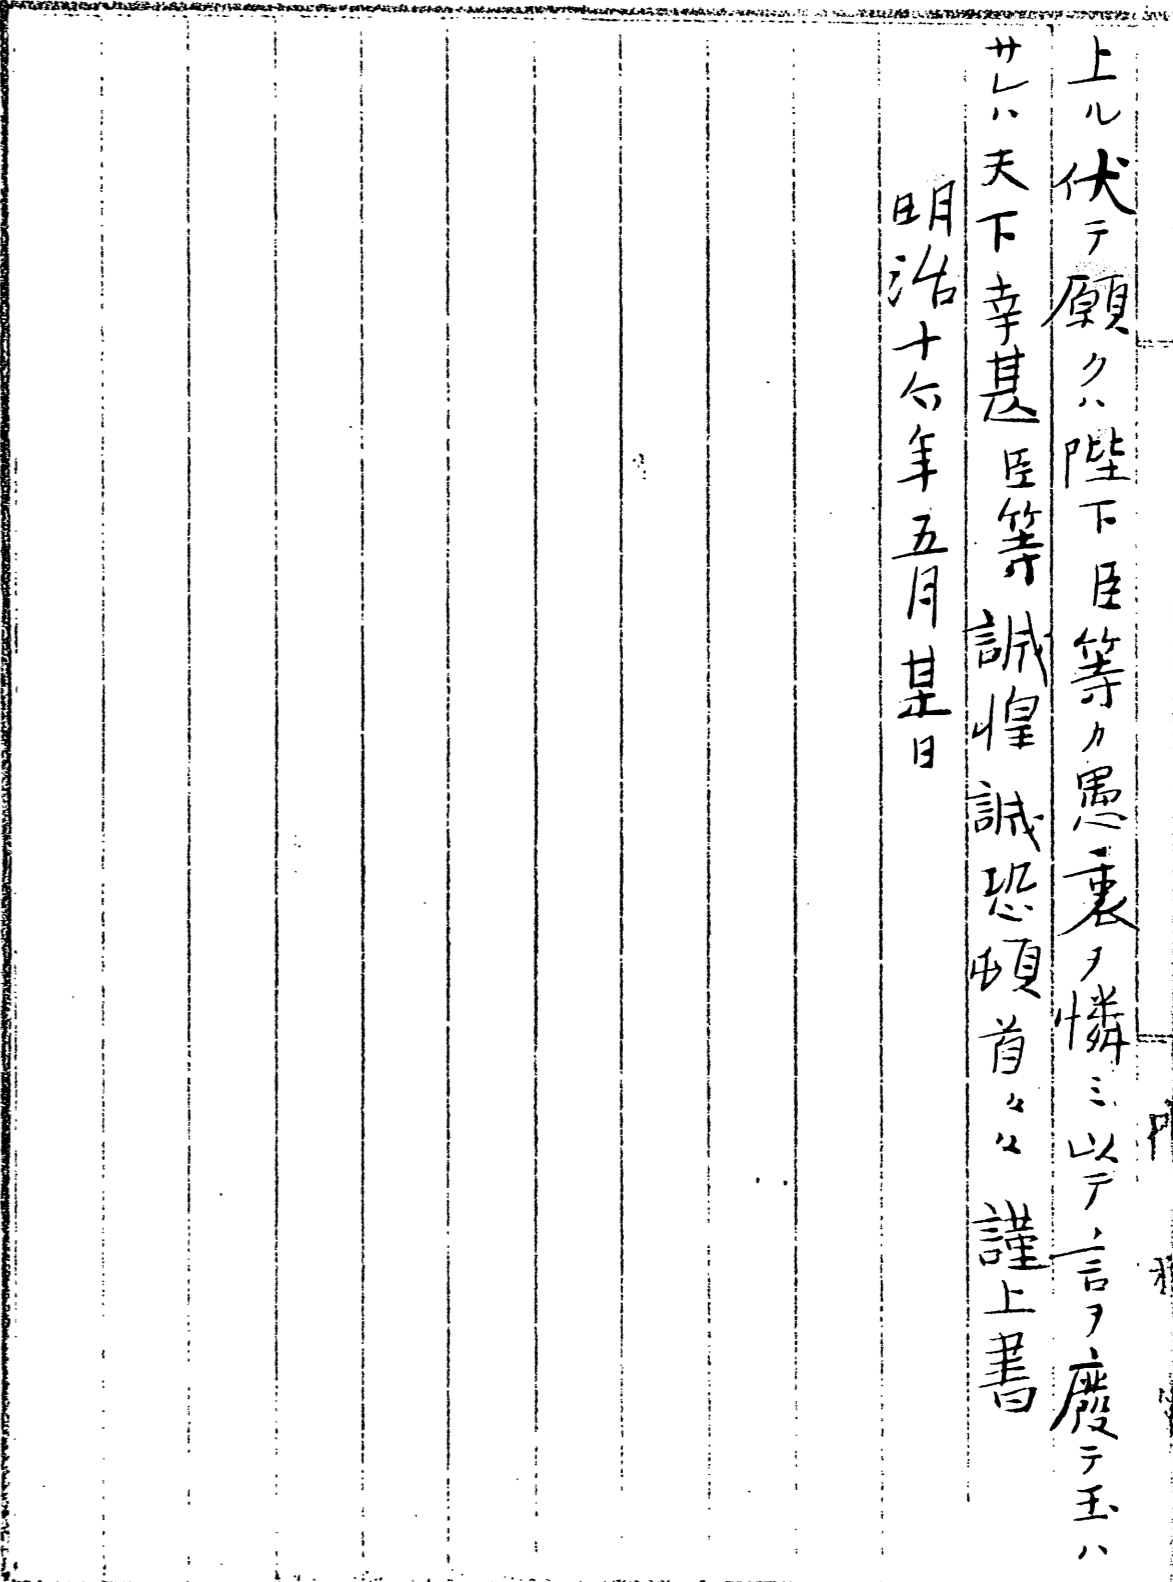 上ル伏テ願クハ陛下臣等カ愚衷ヲ憐ミ以テ言ヲ廃テ玉ハ
サレハ天下幸甚臣等誠惶誠恐頓首々々謹上書
明治十六年五月某日